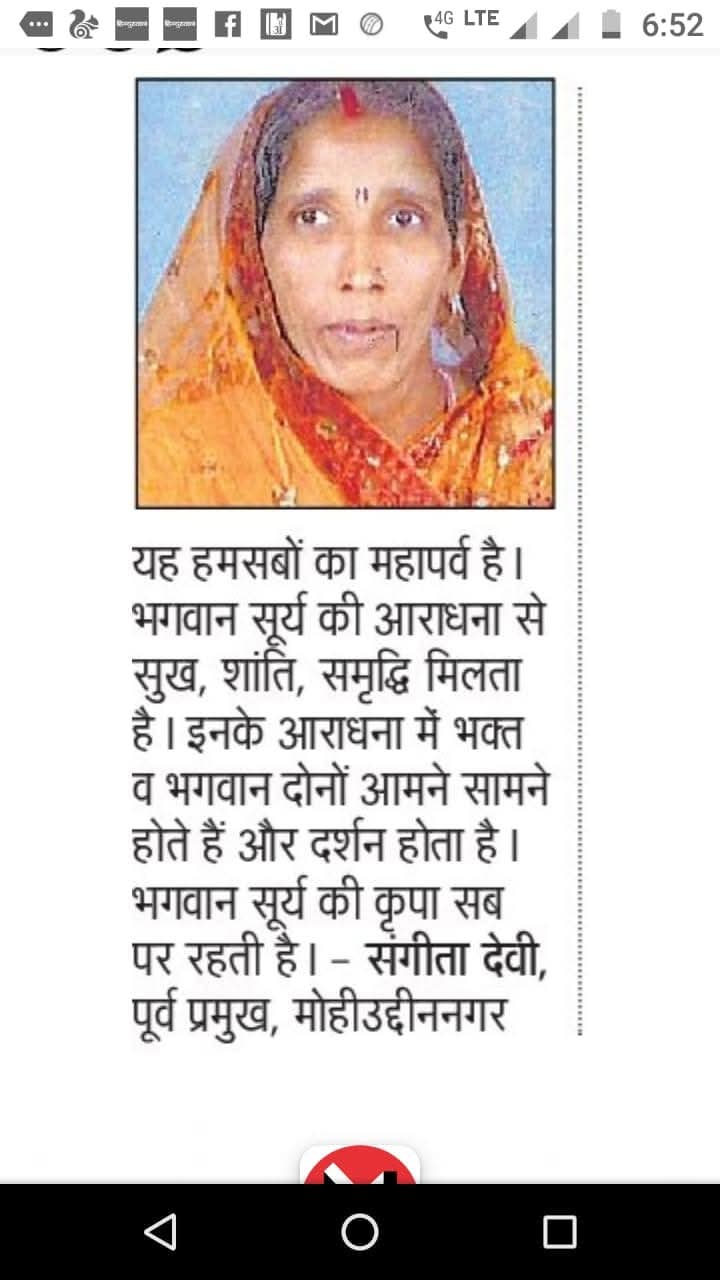 4G LTE 6:52
31
यह हमसबों का महापर्व है।
भगवान सूर्य की आराधना से
सुख, शांति, समृद्धि मिलता
है। इनके आराधना में भक्त
व भगवान दोनों आमने सामने
होते हैं और दर्शन होता है।
भगवान सूर्य की कृपा सब
पर रहती है। – संगीता देवी,
पूर्व प्रमुख, मोहीउद्दीननगर